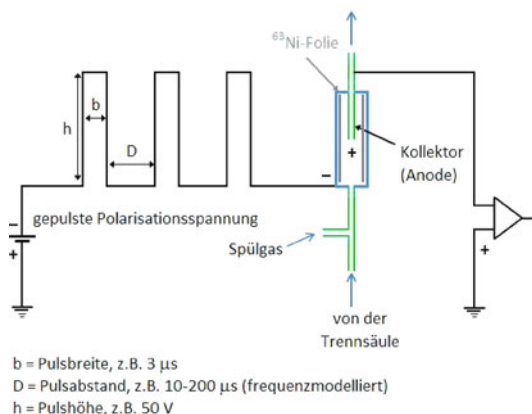 ⁶³Ni-Folie
b
h
D
+
Kollektor
(Anode)
−
gepulste Polarisationsspannung
−
+
Spülgas
+
von der
Trennsäule
b = Pulsbreite, z.B. 3 µs
D = Pulsabstand, z.B. 10-200 µs (frequenzmodelliert)
h = Pulshöhe, z.B. 50 V